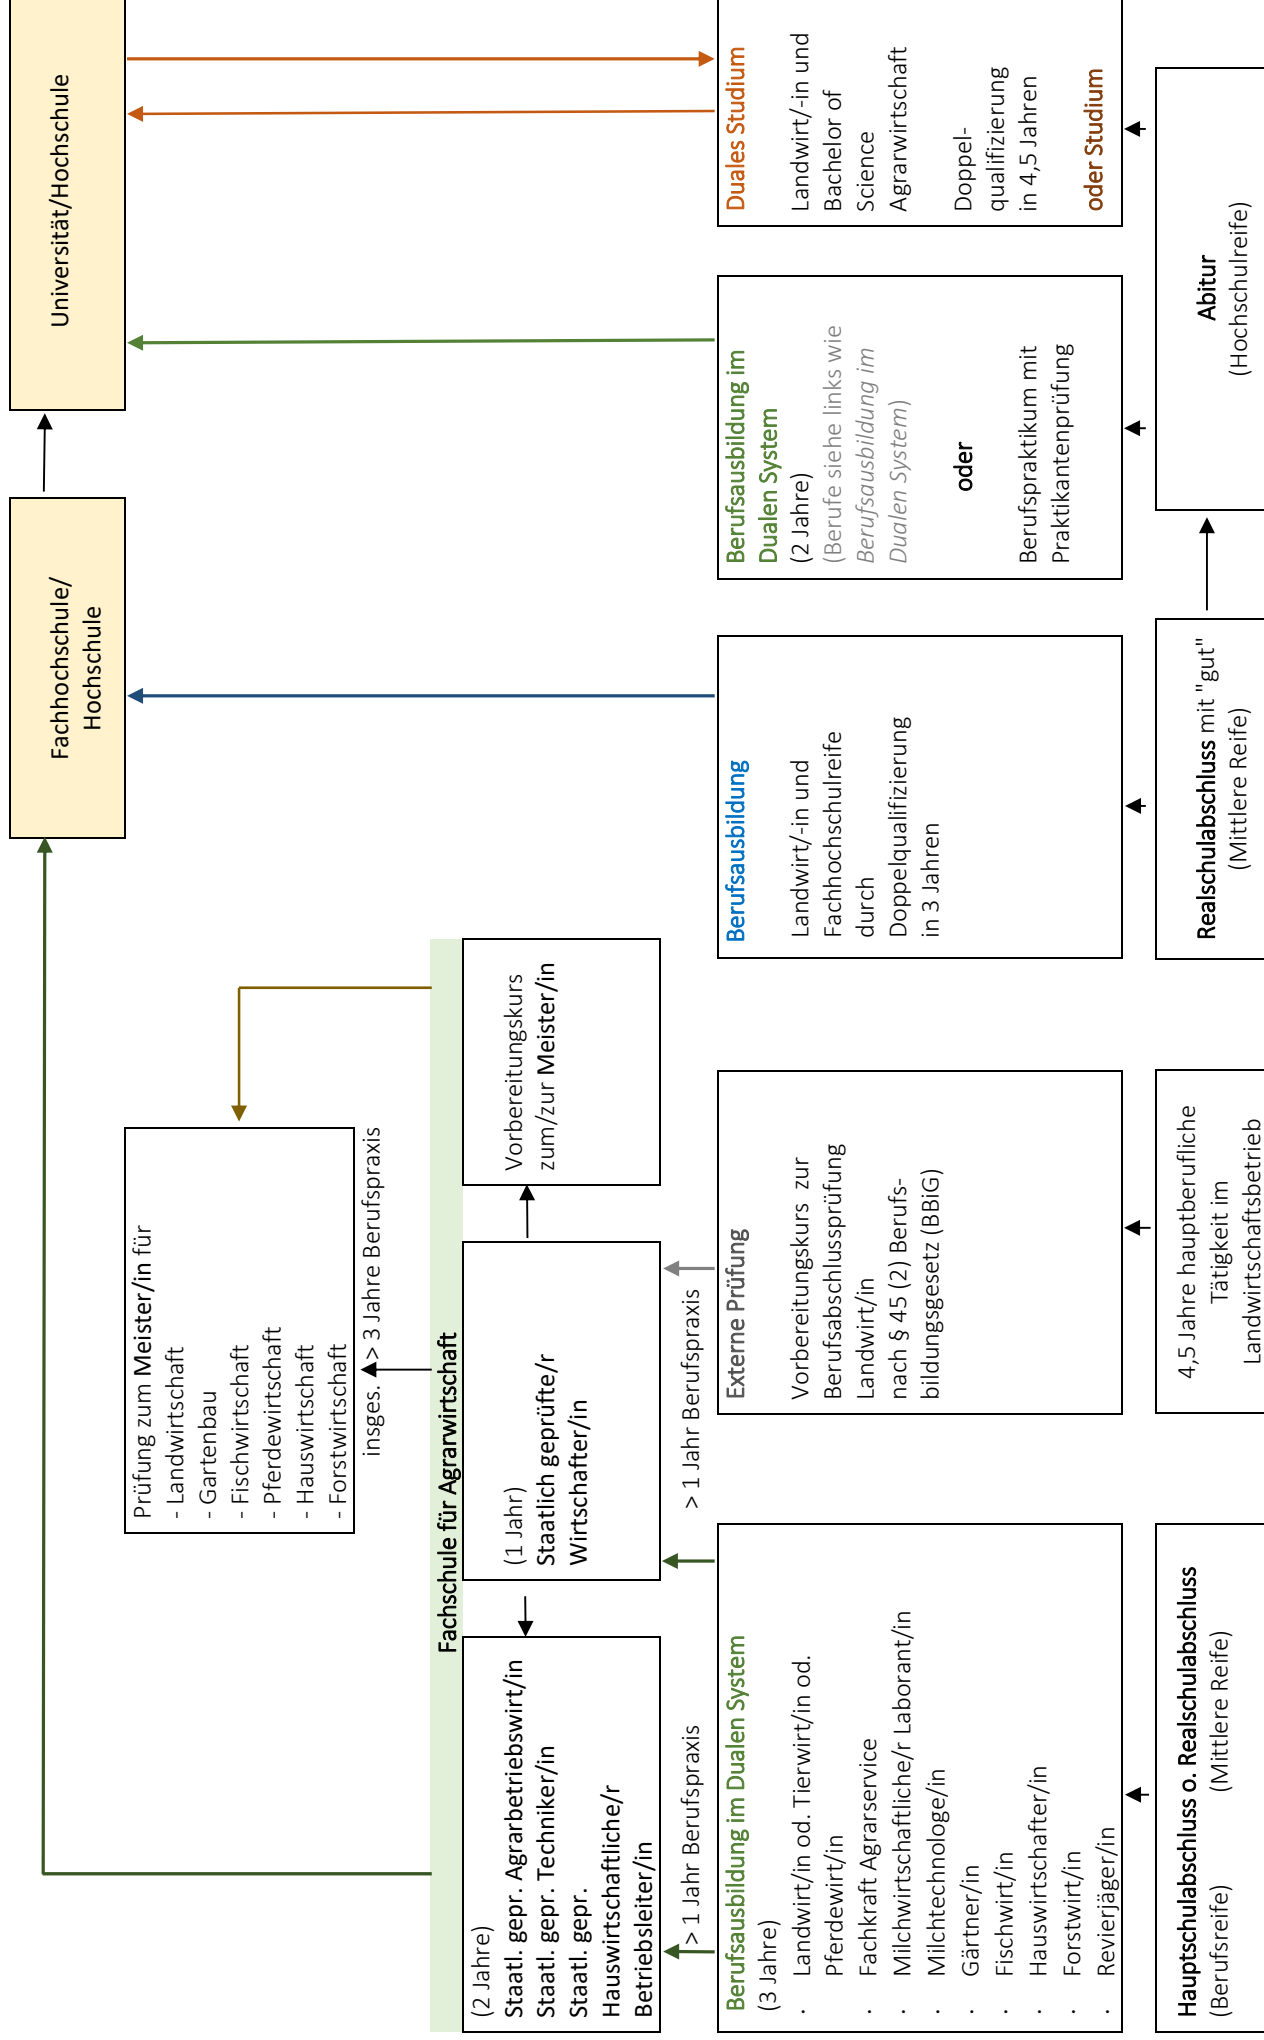 Fachhochschule/
Hochschule
Universität/Hochschule
Prüfung zum Meister/in für
- Landwirtschaft
- Gartenbau
- Fischwirtschaft
- Pferdewirtschaft
- Hauswirtschaft
- Forstwirtschaft
insges. > 3 Jahre Berufspraxis
Fachschule für Agrarwirtschaft
(2 Jahre)
Staatl. gepr. Agrarbetriebswirt/in
Staatl. gepr. Techniker/in
Staatl. gepr.
Hauswirtschaftliche/r
Betriebsleiter/in
(1 Jahr)
Staatlich geprüfte/r
Wirtschafter/in
Vorbereitungskurs
zum/zur Meister/in
> 1 Jahr Berufspraxis
> 1 Jahr Berufspraxis
Berufsausbildung im Dualen System
(3 Jahre)
. Landwirt/in od. Tierwirt/in od.
Pferdewirt/in
. Fachkraft Agrarservice
. Milchwirtschaftliche/r Laborant/in
. Milchtechnologe/in
. Gärtner/in
. Fischwirt/in
. Hauswirtschafter/in
. Forstwirt/in
. Revierjäger/in
Externe Prüfung
Vorbereitungskurs zur
Berufsabschlussprüfung
Landwirt/in
nach § 45 (2) Berufs-
bildungsgesetz (BBiG)
Berufsausbildung
Landwirt/-in und
Fachhochschulreife
durch
Doppelqualifizierung
in 3 Jahren
Berufsausbildung im
Dualen System
(2 Jahre)
(Berufe siehe links wie
Berufsausbildung im
Dualen System)
oder
Berufspraktikum mit
Praktikantenprüfung
Duales Studium
Landwirt/-in und
Bachelor of
Science
Agrarwirtschaft
Doppel-
qualifizierung
in 4,5 Jahren
oder Studium
Hauptschulabschluss o. Realschulabschluss
(Berufsreife) (Mittlere Reife)
4,5 Jahre hauptberufliche
Tätigkeit im
Landwirtschaftsbetrieb
Realschulabschluss mit "gut"
(Mittlere Reife)
Abitur
(Hochschulreife)